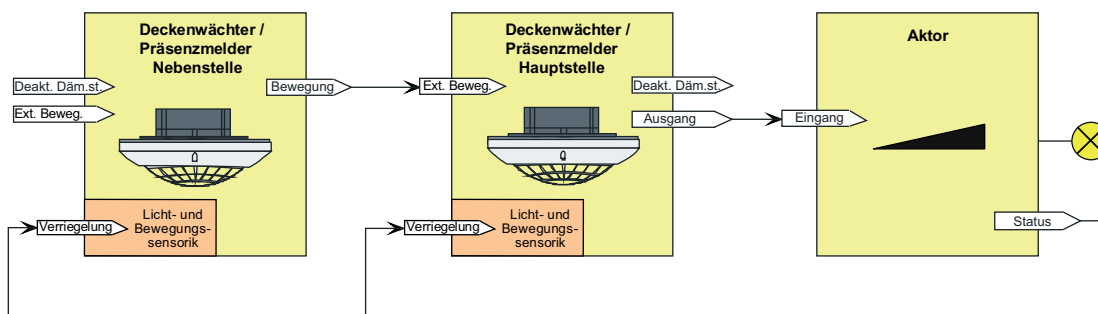 Deckenwächter /
Präsenzmelder
Nebenstelle
Deakt. Däm.st.
Ext. Beweg.
Bewegung
Verriegelung
Licht- und
Bewegungs-
sensorik
Deckenwächter /
Präsenzmelder
Hauptstelle
Ext. Beweg.
Deakt. Däm.st.
Ausgang
Verriegelung
Licht- und
Bewegungs-
sensorik
Aktor
Eingang
Status